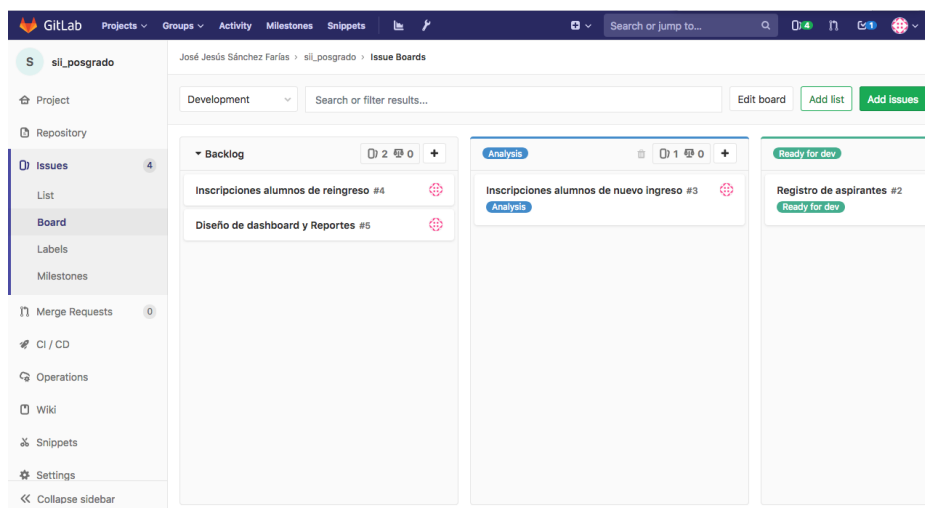 GitLab Projects Groups Activity Milestones Snippets Search or jump to... 4 1
S sii_posgrado
José Jesús Sánchez Farías › sii_posgrado › Issue Boards
Project
Repository
Issues 4
List
Board
Labels
Milestones
Merge Requests 0
CI / CD
Operations
Wiki
Snippets
Settings
Collapse sidebar
Development Search or filter results... Edit board Add list Add issues
Backlog 2 0 +
Inscripciones alumnos de reingreso #4
Diseño de dashboard y Reportes #5
Analysis 1 0 +
Inscripciones alumnos de nuevo ingreso #3
Analysis
Ready for dev
Registro de aspirantes #2
Ready for dev